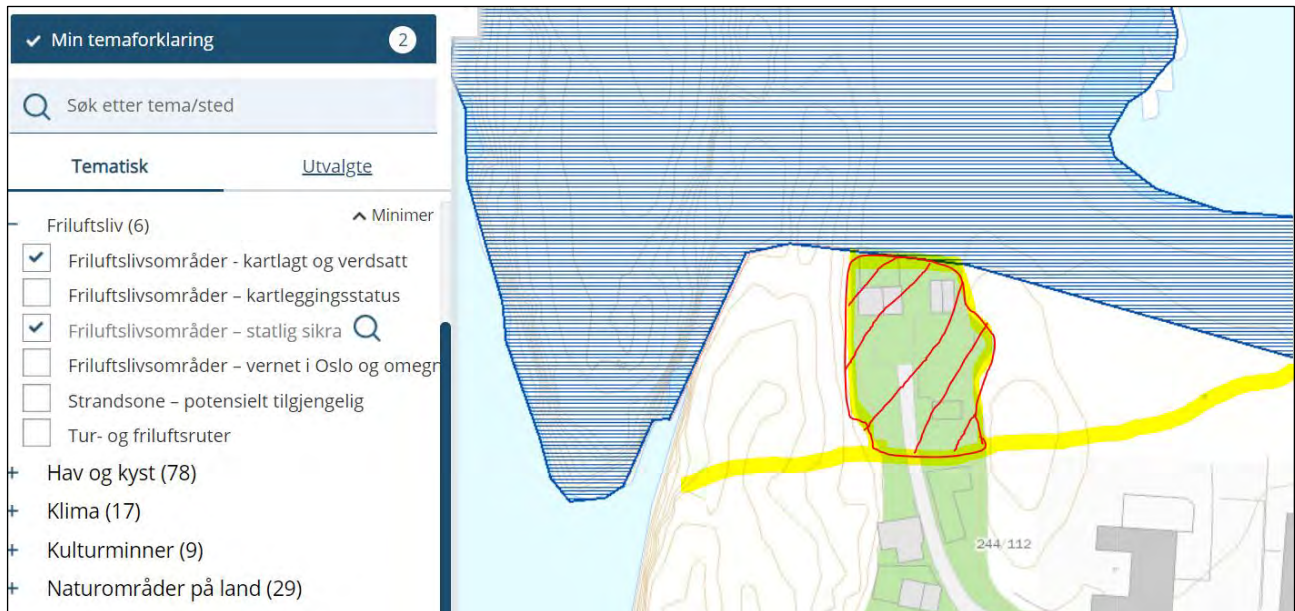 Min temaforklaring 2
Søk etter tema/sted
Tematisk Utvalgte
Friluftsliv (6) Minimer
Friluftslivsområder - kartlagt og verdsatt
Friluftslivsområder – kartleggingsstatus
Friluftslivsområder – statlig sikra
Friluftslivsområder – vernet i Oslo og omegn
Strandsone – potensielt tilgjengelig
Tur- og friluftsruter
Hav og kyst (78)
Klima (17)
Kulturminner (9)
Naturområder på land (29)
244/112